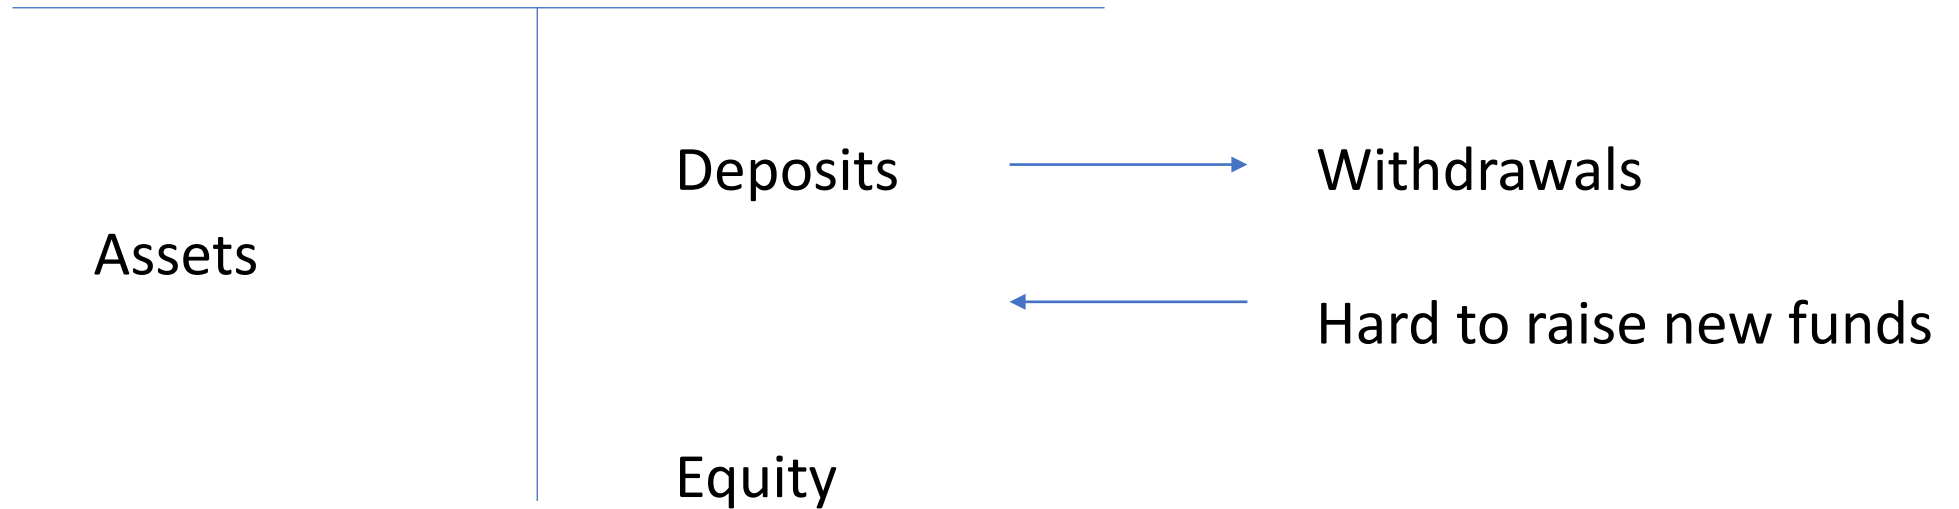 Assets
Deposits
Withdrawals
Hard to raise new funds
Equity